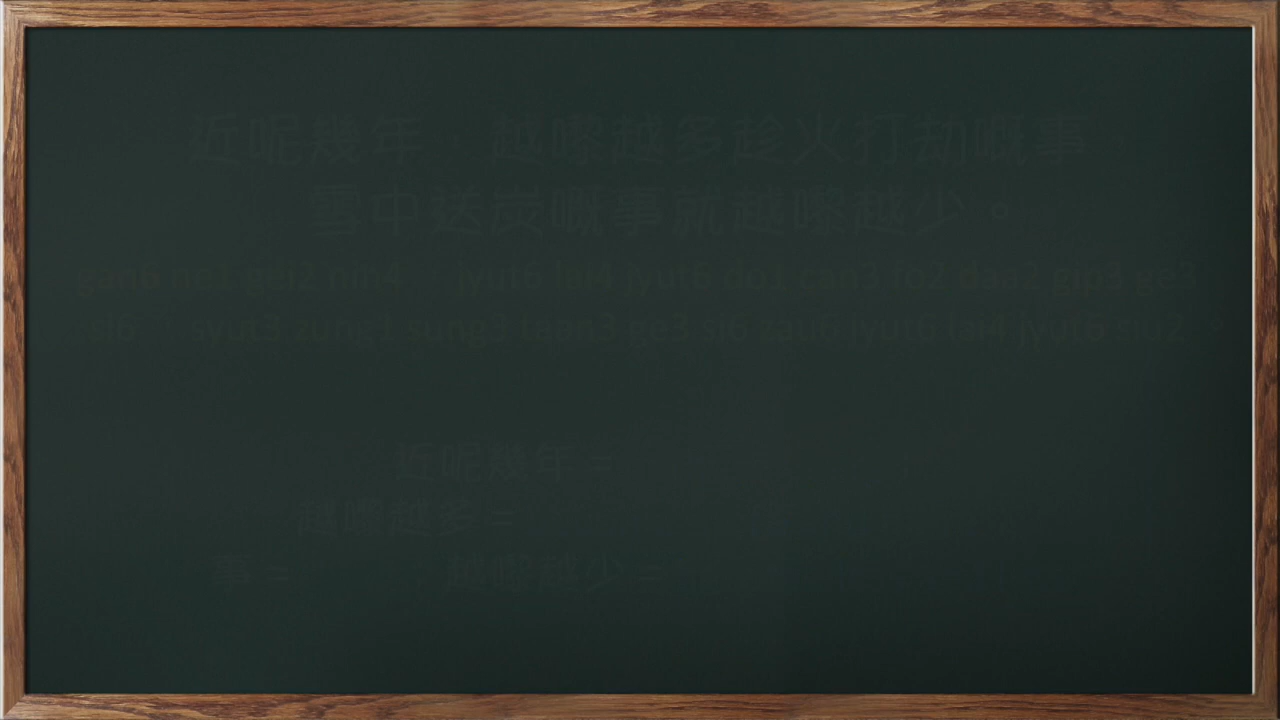 近呢幾年，越嚟越多趁火打劫嘅事，
雪中送炭嘅事就越嚟越少。
gan6 ne1 gei2 nin4 ， jyut6 lai4 jyut6 do1 can3 fo2 daa2 gip3 ge3
si6 ， syut3 zung1 sung3 taan3 ge3 si6 zau6 jyut6 lai4 jyut6 siu2 。
近呢幾年 =
越嚟越多 =
事 = 越嚟越少 =